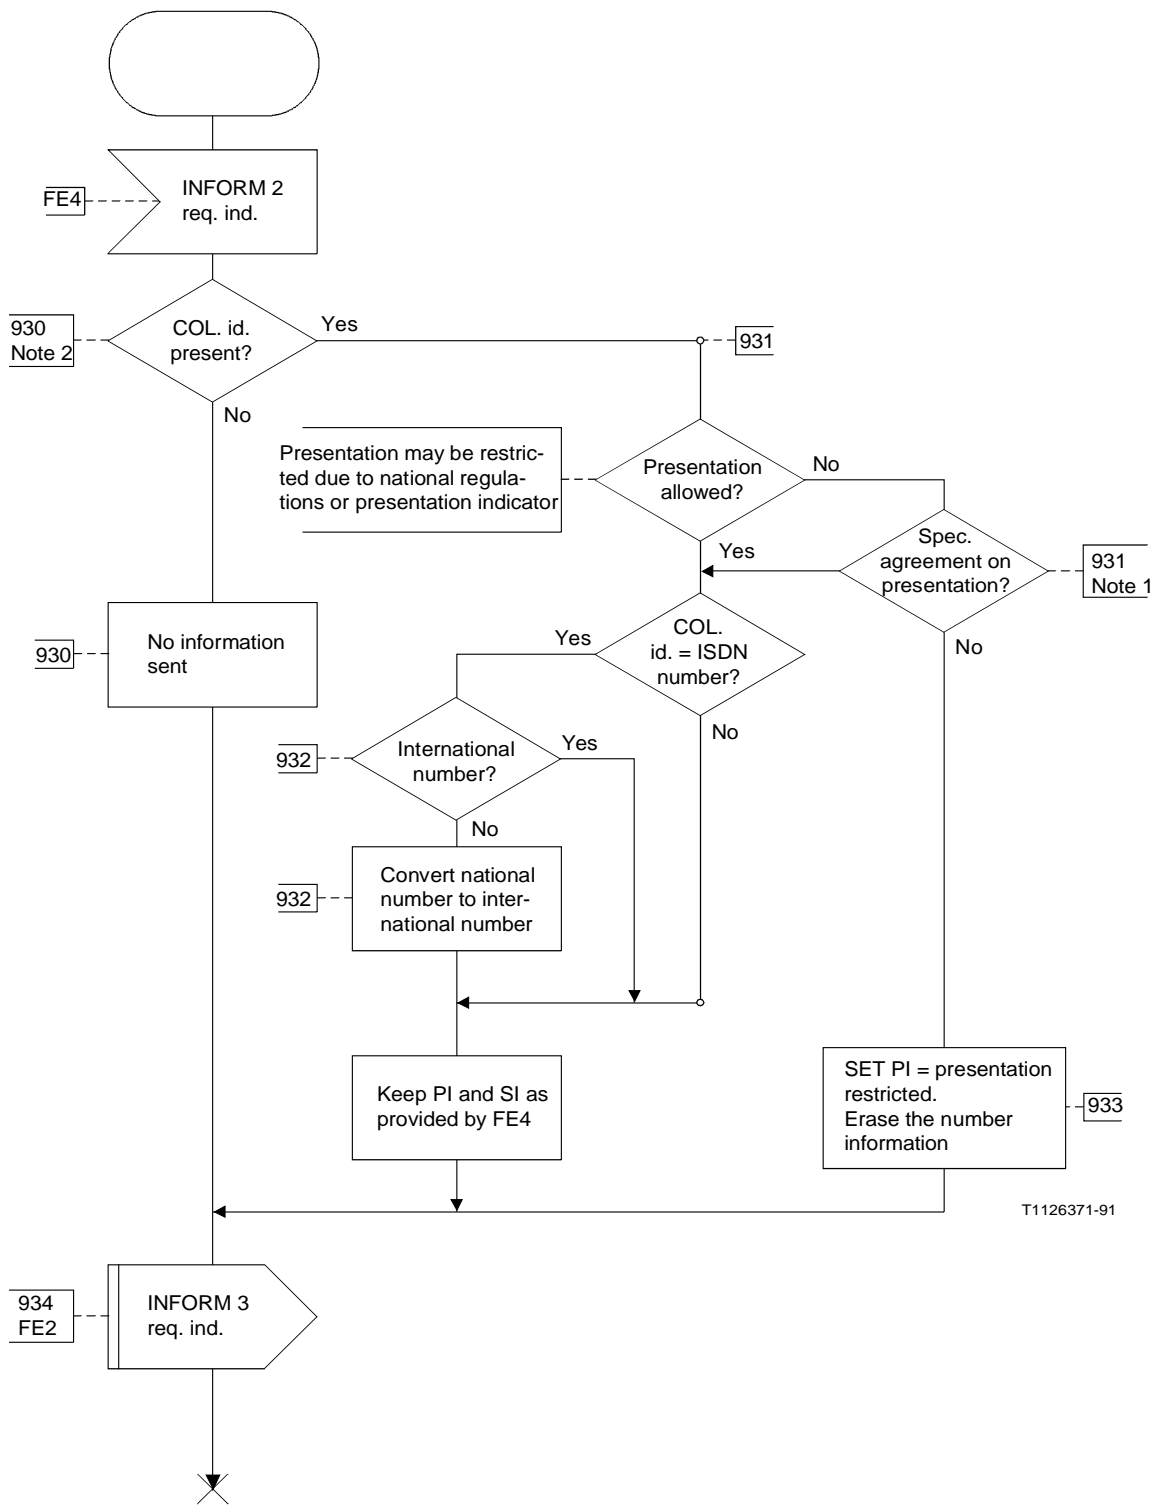 INFORM 2
req. ind.
FE4
930
Note 2
COL. id.
present?
Yes
931
No
Presentation may be restric-
ted due to national regula-
tions or presentation indicator
Presentation
allowed?
No
Yes
Spec.
agreement on
presentation?
931
Note 1
No
930
No information
sent
Yes
COL.
id. = ISDN
number?
No
932
International
number?
Yes
No
932
Convert national
number to inter-
national number
Keep PI and SI as
provided by FE4
SET PI = presentation
restricted.
Erase the number
information
933
T1126371-91
934
FE2
INFORM 3
req. ind.